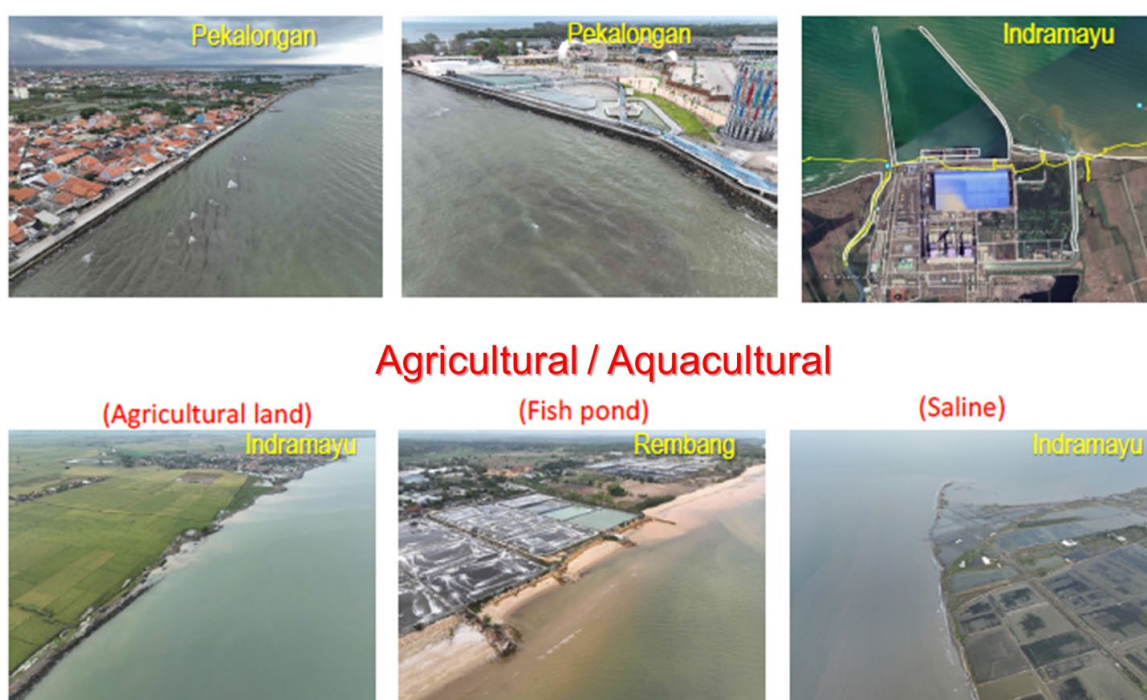 Pekalongan
Pekalongan
Indramayu
Agricultural / Aquacultural
(Agricultural land)
(Fish pond)
(Saline)
Indramayu
Rembang
Indramayu